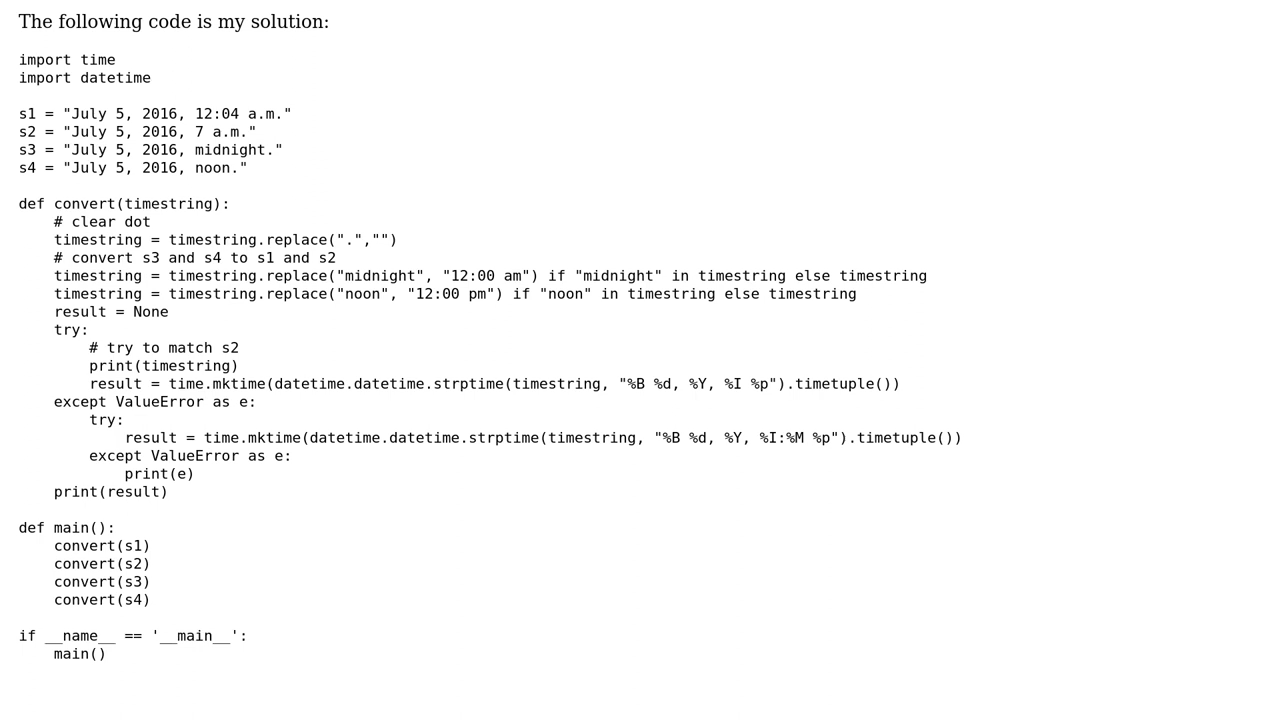 The following code is my solution:
import time
import datetime
s1 = "July 5, 2016, 12:04 a.m."
s2 = "July 5, 2016, 7 a.m."
s3 = "July 5, 2016, midnight."
s4 = "July 5, 2016, noon."
def convert(timestring):
    # clear dot
    timestring = timestring.replace(".","")
    # convert s3 and s4 to s1 and s2
    timestring = timestring.replace("midnight", "12:00 am") if "midnight" in timestring else timestring
    timestring = timestring.replace("noon", "12:00 pm") if "noon" in timestring else timestring
    result = None
    try:
        # try to match s2
        print(timestring)
        result = time.mktime(datetime.datetime.strptime(timestring, "%B %d, %Y, %I %p").timetuple())
    except ValueError as e:
        try:
            result = time.mktime(datetime.datetime.strptime(timestring, "%B %d, %Y, %I:%M %p").timetuple())
        except ValueError as e:
            print(e)
    print(result)
def main():
    convert(s1)
    convert(s2)
    convert(s3)
    convert(s4)
if __name__ == '__main__':
    main()